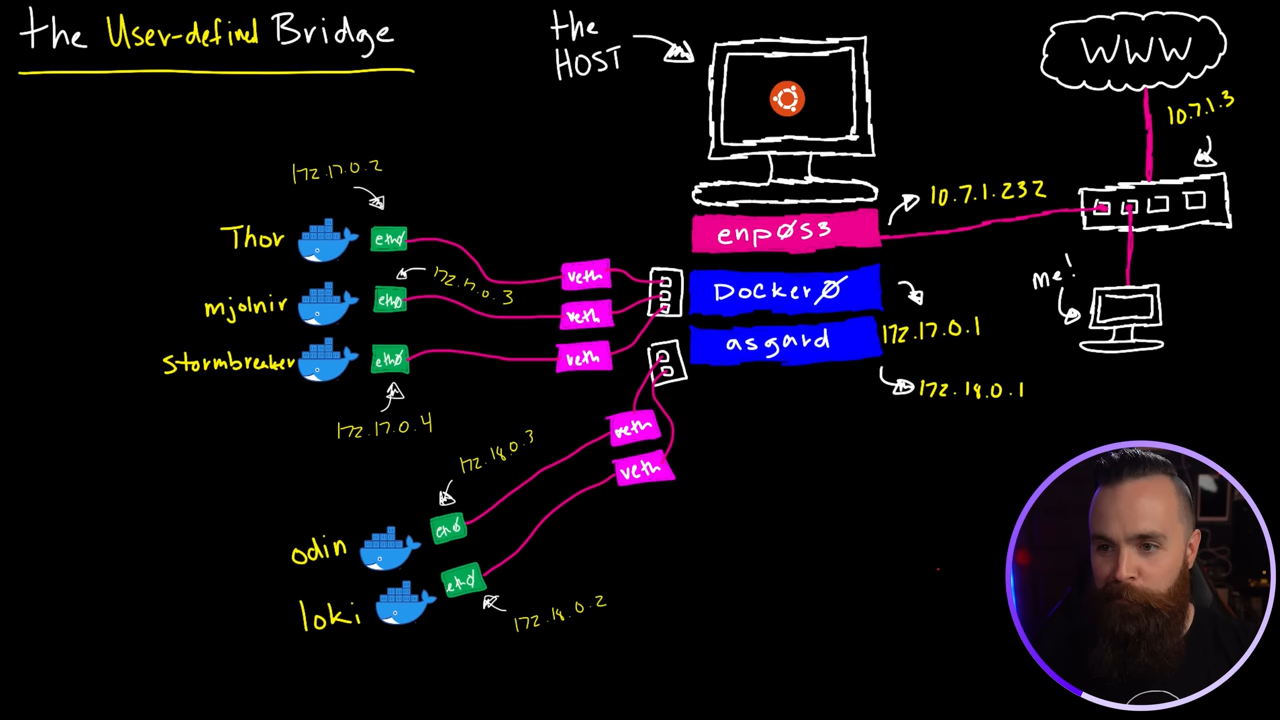 the User-defined Bridge
the
HOST
WWW
10.7.1.3
172.17.0.2
10.7.1.232
Thor
eth0
enp0s3
veth
172.17.0.3
me!
mjolnir
eth0
veth
Docker0
172.17.0.1
stormbreaker
eth0
veth
asgard
172.18.0.1
172.17.0.4
veth
172.18.0.3
veth
odin
loki
eth0
172.18.0.2